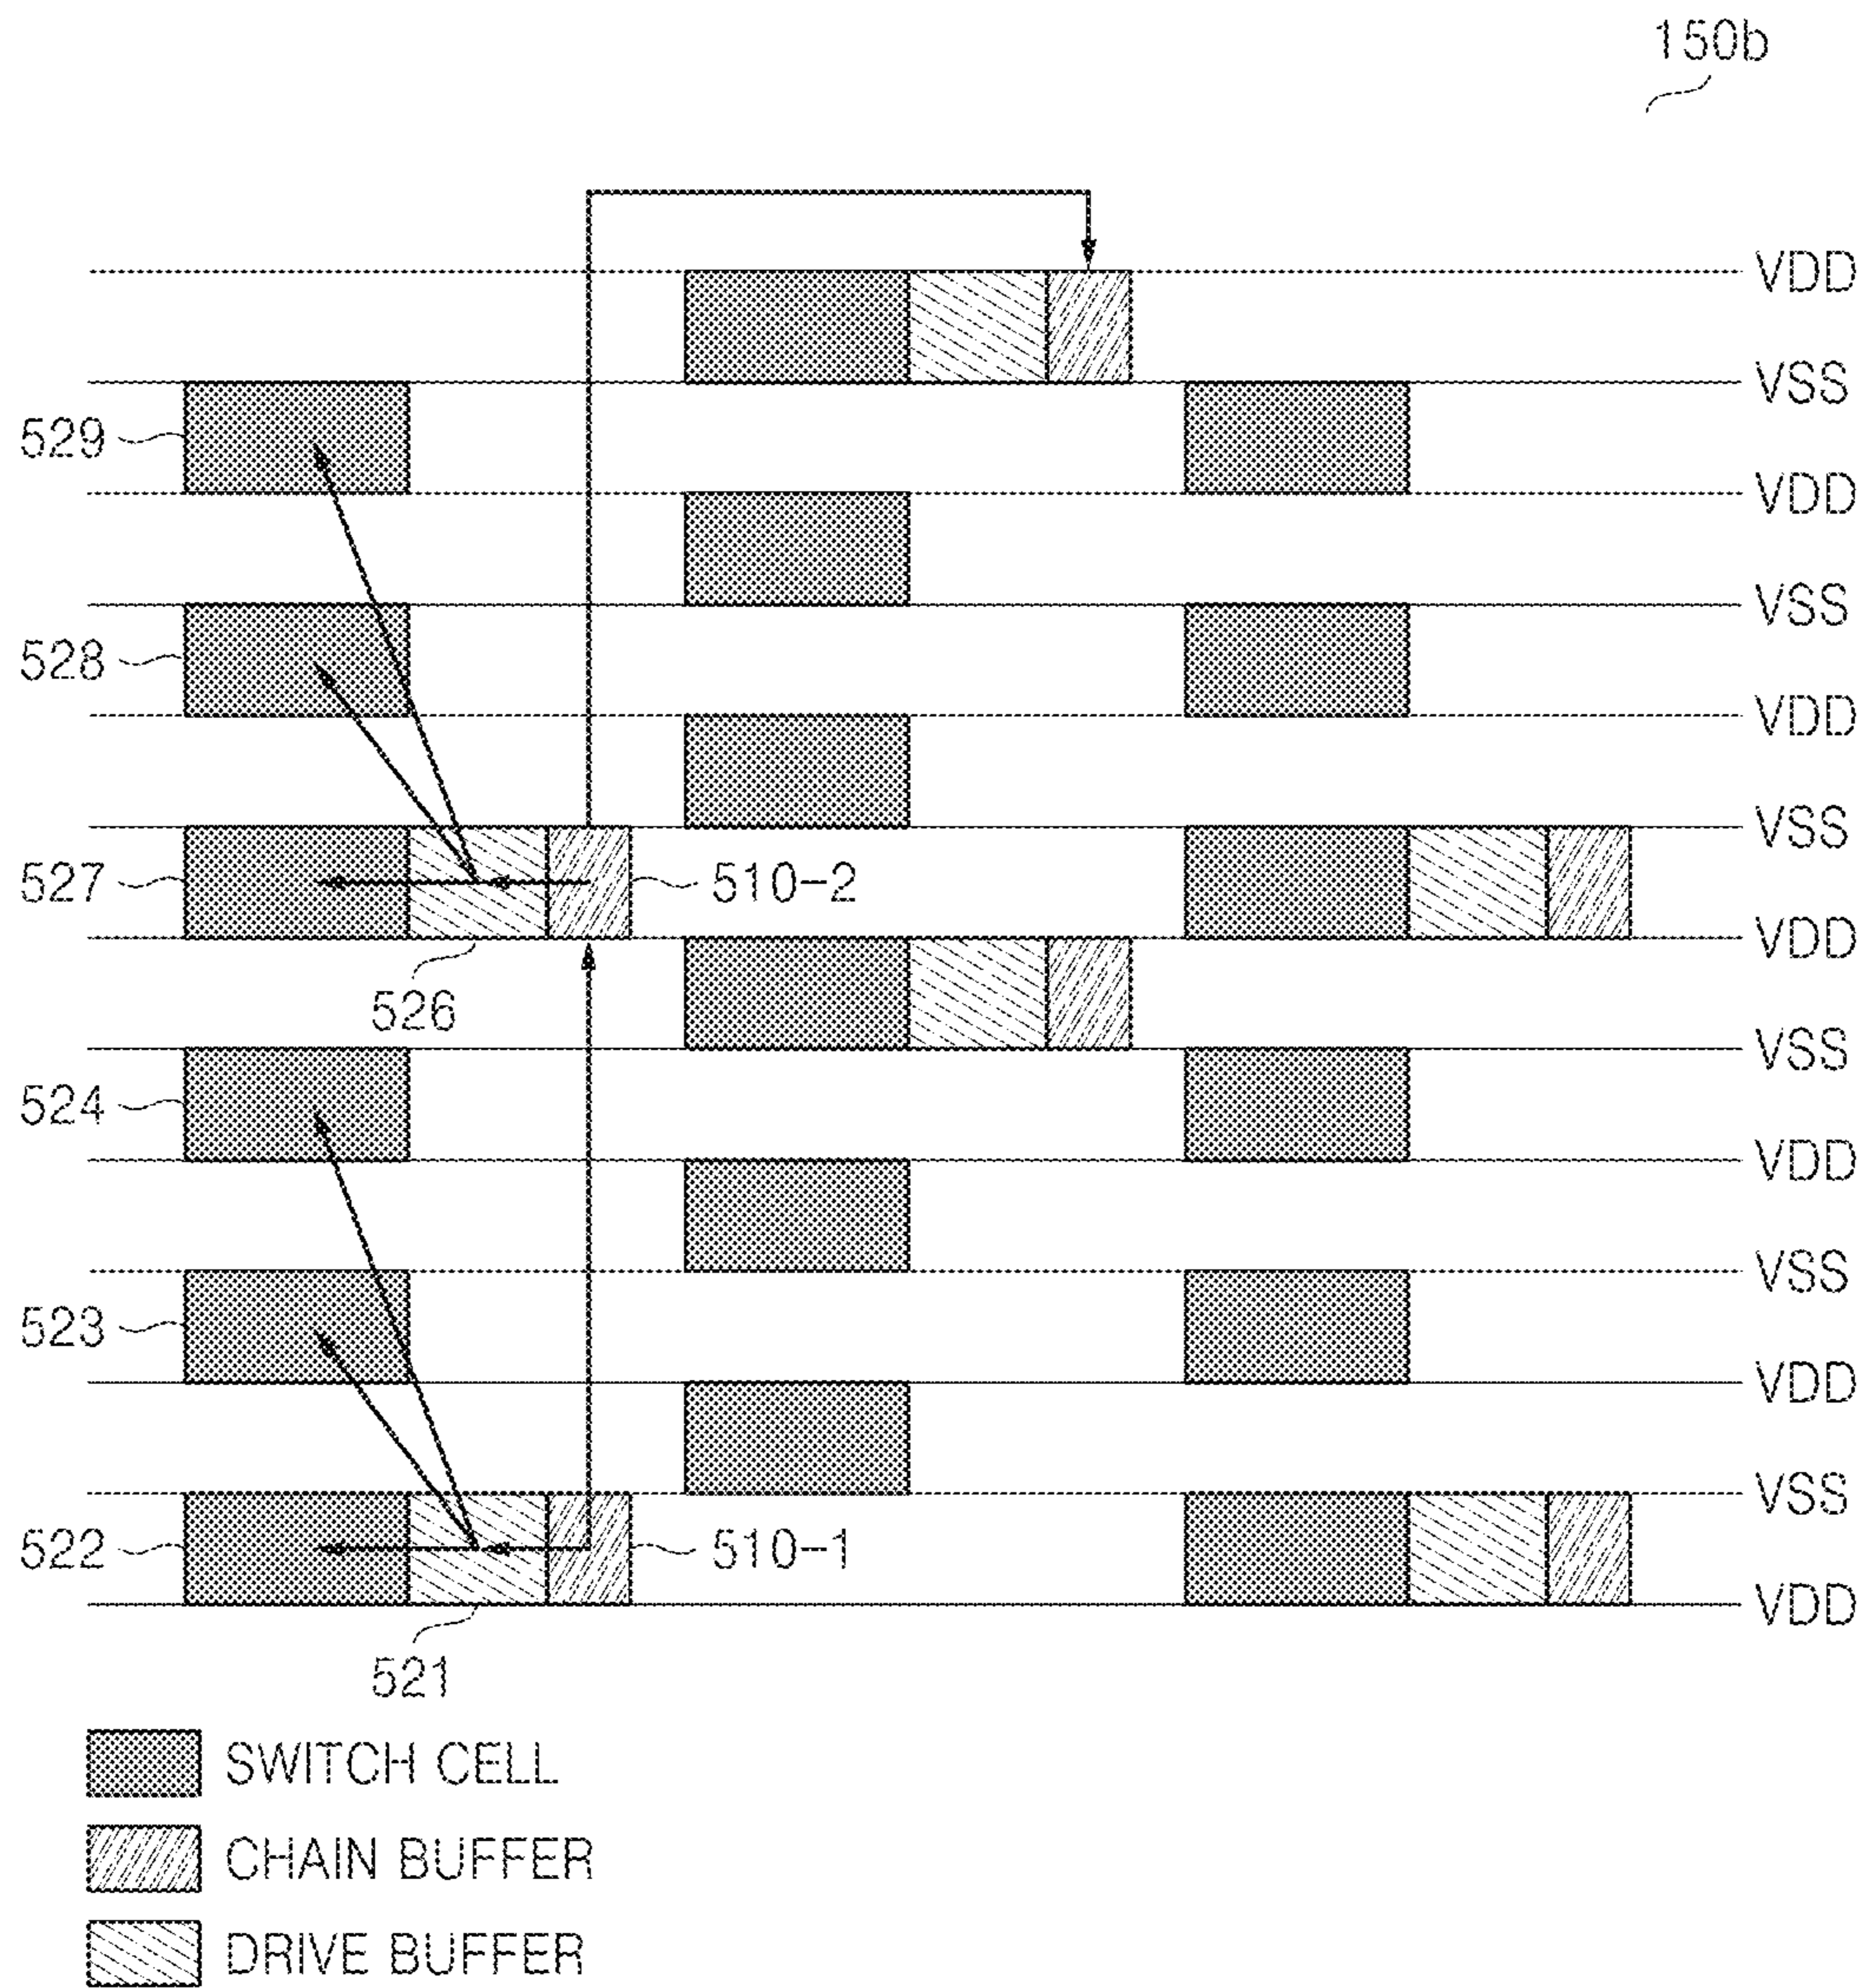 150b
VDD
VSS
529
VDD
VSS
528
VDD
VSS
527
510-2
VDD
526
VSS
524
VDD
VSS
523
VDD
VSS
522
510-1
VDD
521
SWITCH CELL
CHAIN BUFFER
DRIVE BUFFER